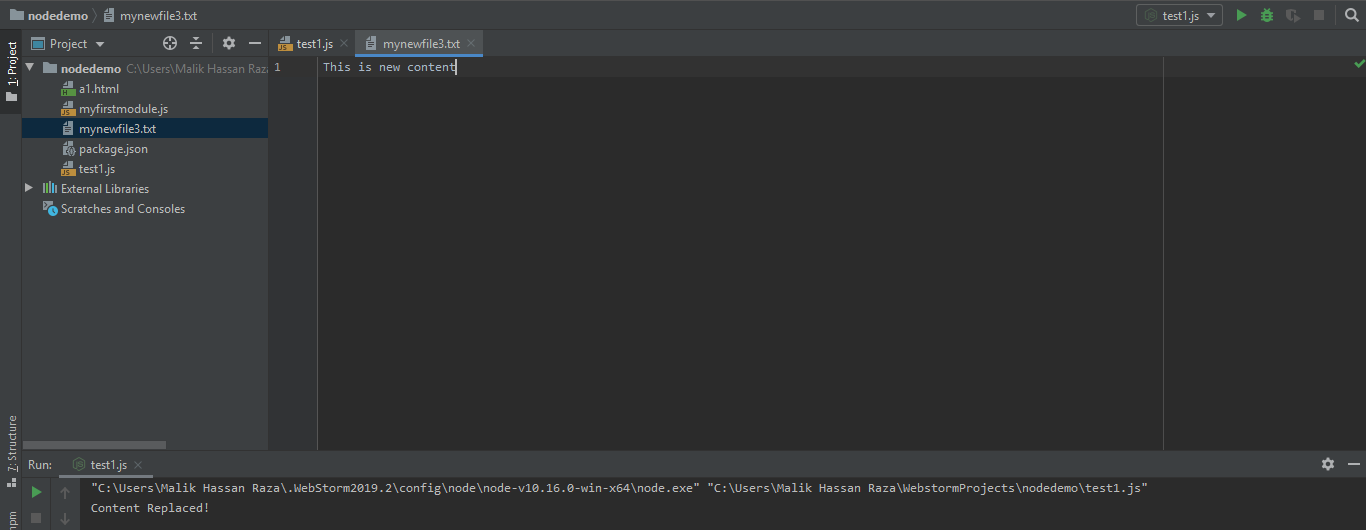 nodedemo mynewfile3.txt test1.js
1: Project
Project test1.js mynewfile3.txt
nodedemo C:\Users\Malik Hassan Raza
1 This is new content
a1.html
myfirstmodule.js
mynewfile3.txt
package.json
test1.js
External Libraries
Scratches and Consoles
7: Structure
Run: test1.js
"C:\Users\Malik Hassan Raza\.WebStorm2019.2\config\node\node-v10.16.0-win-x64\node.exe" "C:\Users\Malik Hassan Raza\WebstormProjects\nodedemo\test1.js"
Content Replaced!
npm